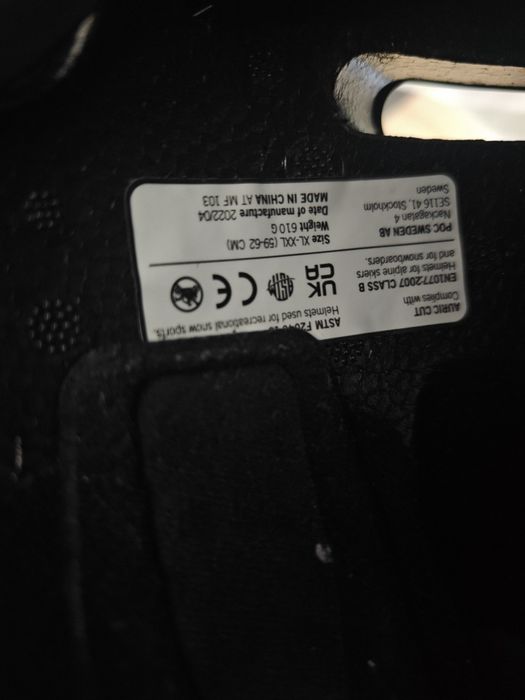 AURIC CUT
Complies with
EN1077:2007 CLASS B
Helmets for alpine skiers
and for snowboarders.
ASTM
Helmets used for recreational snow sports.
UK
CA
CE
ASTM
POC SWEDEN AB
Nackagatan 4
SE116 41, Stockholm
Sweden
Size XL-XXL (59-62 CM)
Weight 610 G
Date of manufacture 2022/04
MADE IN CHINA AT MF 103